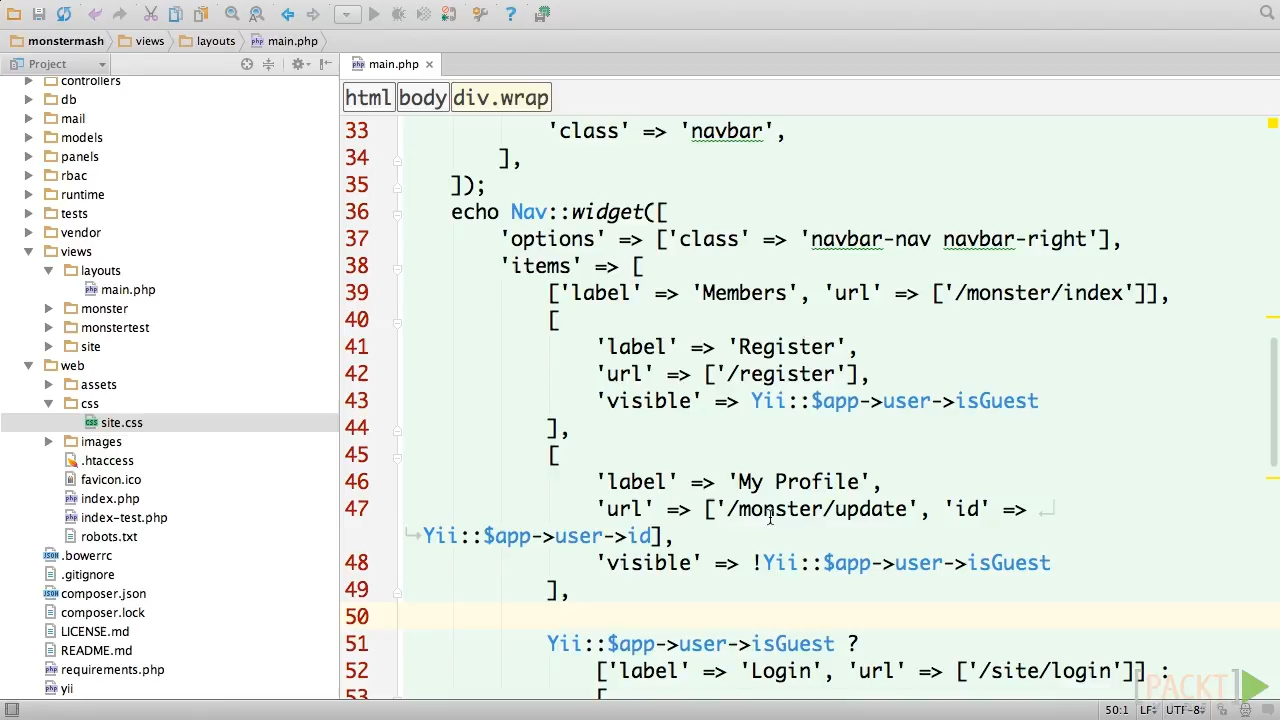 monstermash views layouts main.php
Project
main.php
html body div.wrap
controllers
db
mail
models
panels
rbac
runtime
tests
vendor
views
layouts
main.php
monster
monstertest
site
web
assets
css
site.css
images
.htaccess
favicon.ico
index.php
index-test.php
robots.txt
.bowerrc
.gitignore
composer.json
composer.lock
LICENSE.md
README.md
requirements.php
yii
33 'class' => 'navbar',
34 ],
35 ]);
36 echo Nav::widget([
37 'options' => ['class' => 'navbar-nav navbar-right'],
38 'items' => [
39 ['label' => 'Members', 'url' => ['/monster/index']],
40 [
41 'label' => 'Register',
42 'url' => ['/register'],
43 'visible' => Yii::$app->user->isGuest
44 ],
45 [
46 'label' => 'My Profile',
47 'url' => ['/monster/update', 'id' =>
Yii::$app->user->id],
48 'visible' => !Yii::$app->user->isGuest
49 ],
50
51 Yii::$app->user->isGuest ?
52 ['label' => 'Login', 'url' => ['/site/login']] :
53 [
PACKT
50:1 LF UTF-8